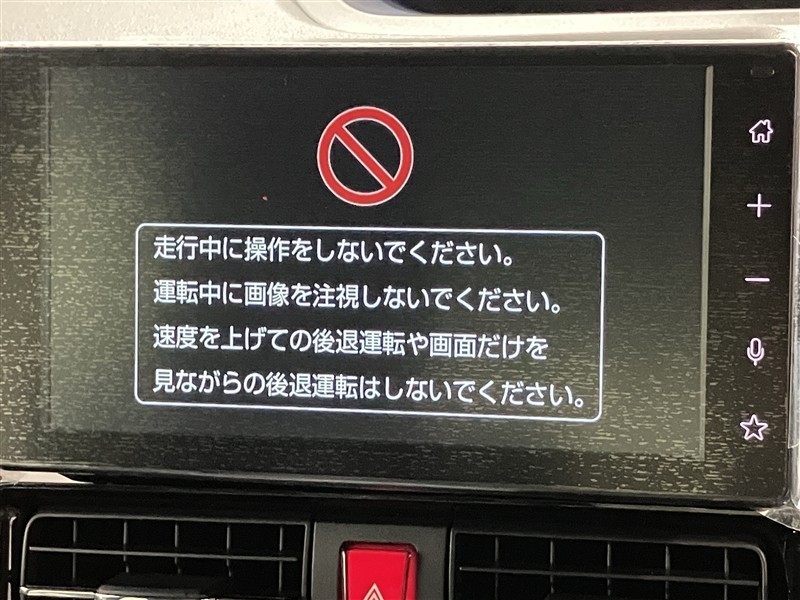 走行中に操作をしないでください。
運転中に画像を注視しないでください。
速度を上げての後退運転や画面だけを
見ながらの後退運転はしないでください。